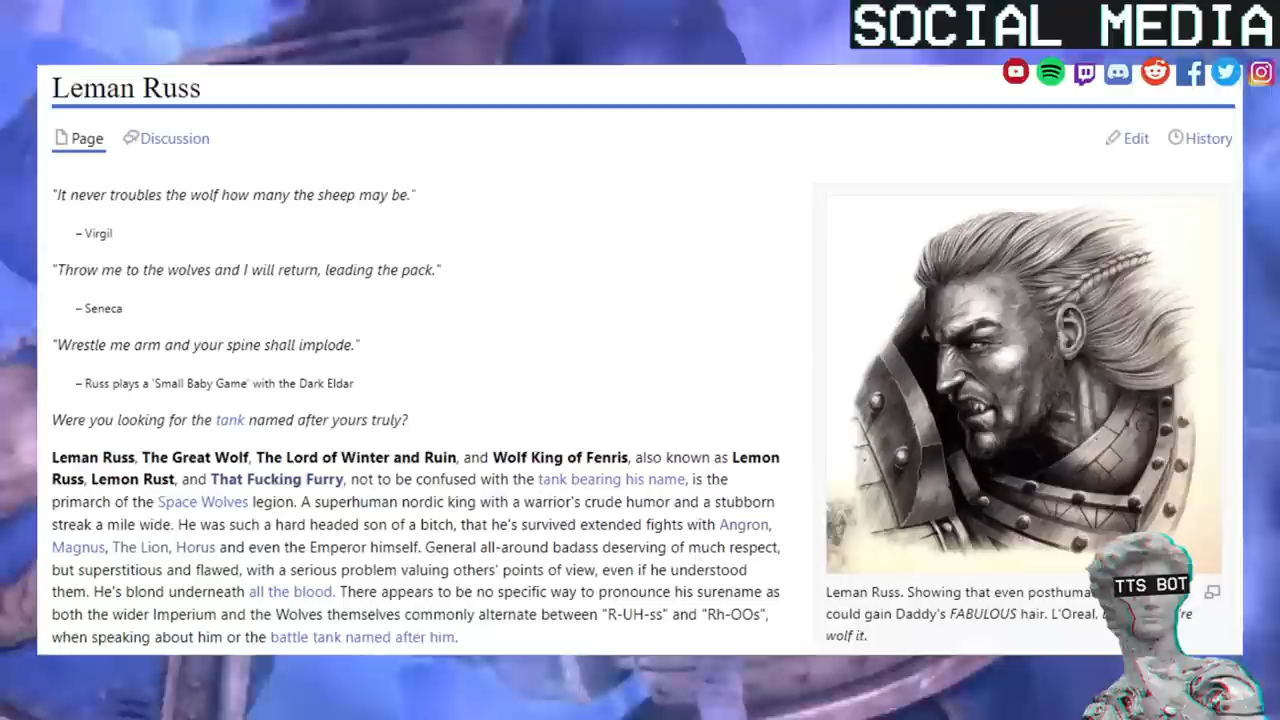 SOCIAL MEDIA
Leman Russ
Page Discussion Edit History
"It never troubles the wolf how many the sheep may be."
– Virgil
"Throw me to the wolves and I will return, leading the pack."
– Seneca
"Wrestle me arm and your spine shall implode."
– Russ plays a 'Small Baby Game' with the Dark Eldar
Were you looking for the tank named after yours truly?
Leman Russ, The Great Wolf, The Lord of Winter and Ruin, and Wolf King of Fenris, also known as Lemon
Russ, Lemon Rust, and That Fucking Furry, not to be confused with the tank bearing his name, is the
primarch of the Space Wolves legion. A superhuman nordic king with a warrior's crude humor and a stubborn
streak a mile wide. He was such a hard headed son of a bitch, that he's survived extended fights with Angron,
Magnus, The Lion, Horus and even the Emperor himself. General all-around badass deserving of much respect,
but superstitious and flawed, with a serious problem valuing others' points of view, even if he understood
them. He's blond underneath all the blood. There appears to be no specific way to pronounce his surename as
both the wider Imperium and the Wolves themselves commonly alternate between "R-UH-ss" and "Rh-OOs",
when speaking about him or the battle tank named after him.
Leman Russ. Showing that even posthuma
could gain Daddy's FABULOUS hair. L'Oreal,
wolf it.
TTS BOT